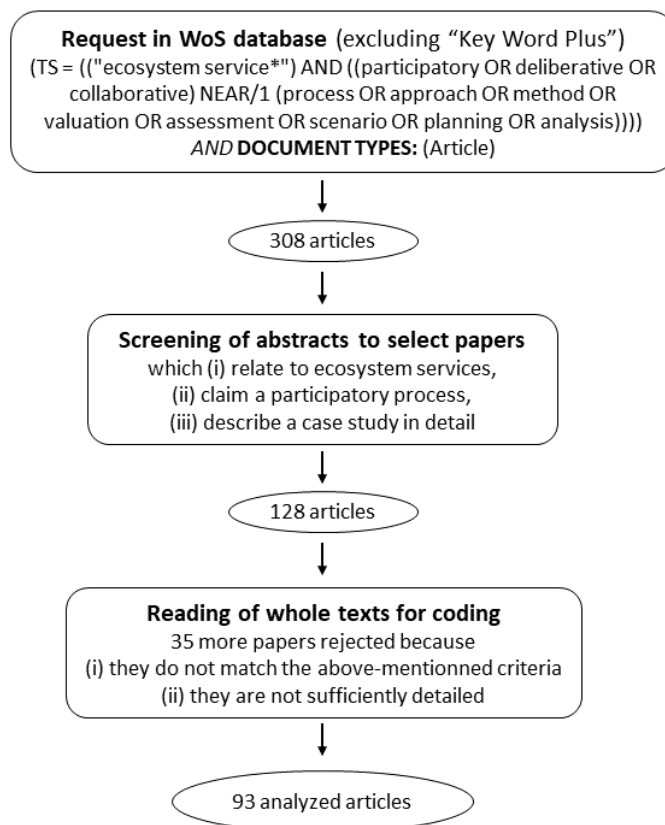 Request in WoS database (excluding “Key Word Plus”)
(TS = (("ecosystem service*") AND ((participatory OR deliberative OR
collaborative) NEAR/1 (process OR approach OR method OR
valuation OR assessment OR scenario OR planning OR analysis))))
AND DOCUMENT TYPES: (Article)
308 articles
Screening of abstracts to select papers
which (i) relate to ecosystem services,
(ii) claim a participatory process,
(iii) describe a case study in detail
128 articles
Reading of whole texts for coding
35 more papers rejected because
(i) they do not match the above-mentionned criteria
(ii) they are not sufficiently detailed
93 analyzed articles